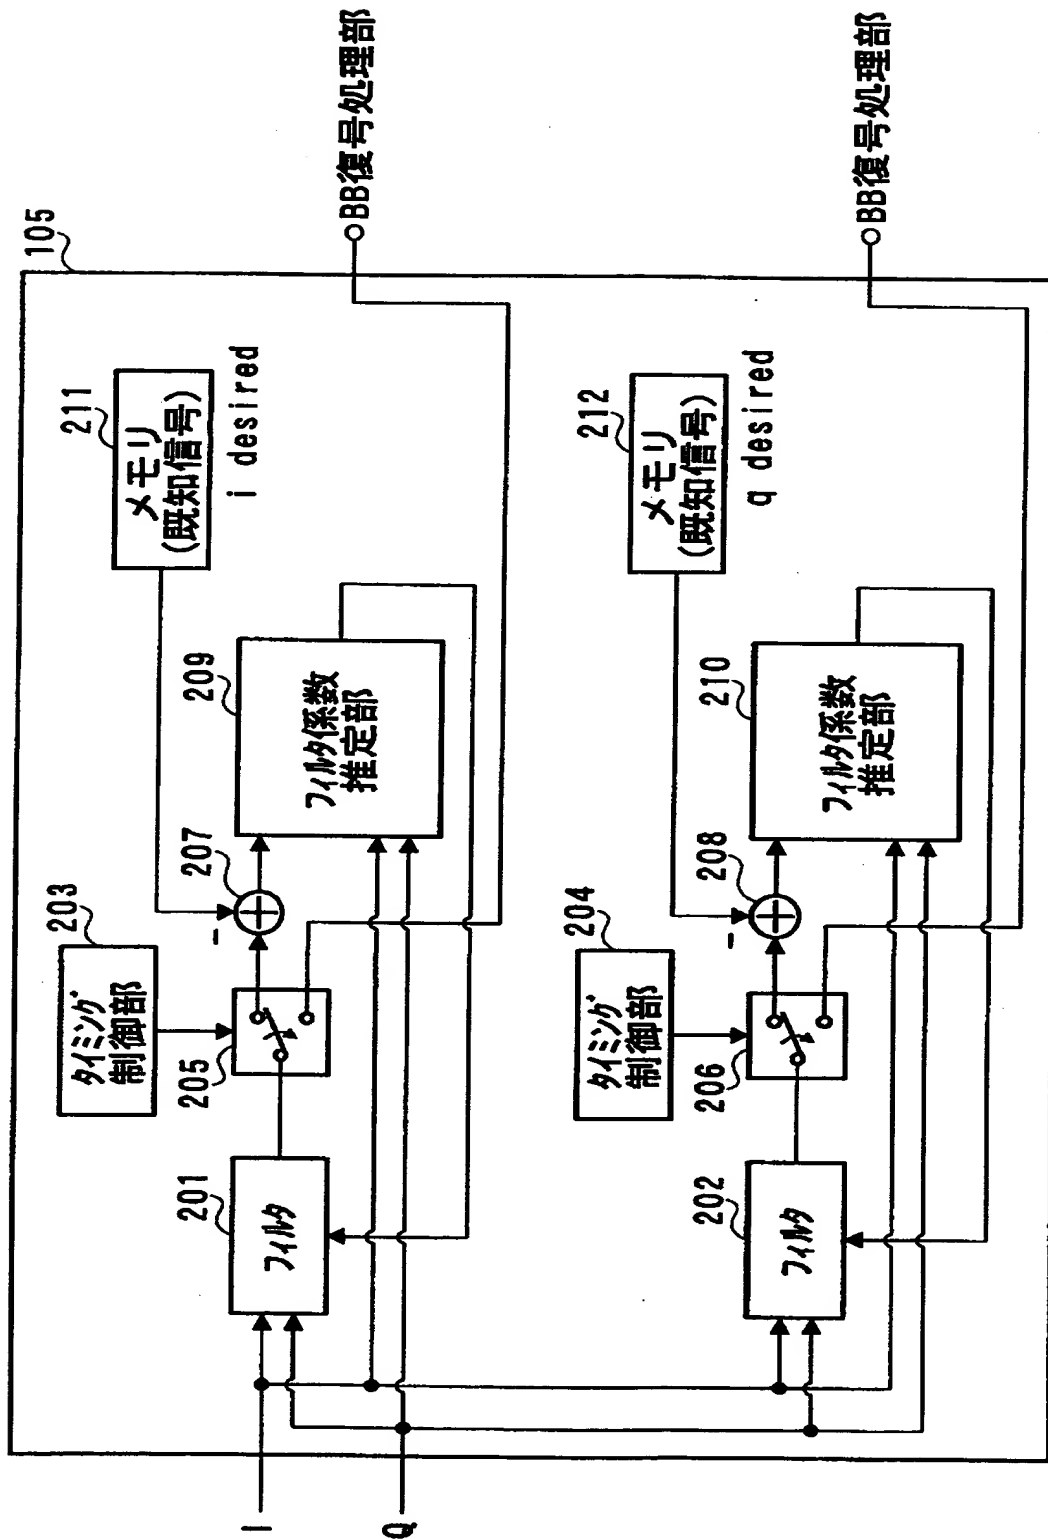 105
211
メモリ
(既知信号)
i desired
203
タイミング
制御部
207
-
209
フィルタ係数
推定部
205
201
フィルタ
I
Q
BB復号処理部
212
メモリ
(既知信号)
q desired
204
タイミング
制御部
208
-
210
フィルタ係数
推定部
206
202
フィルタ
BB復号処理部